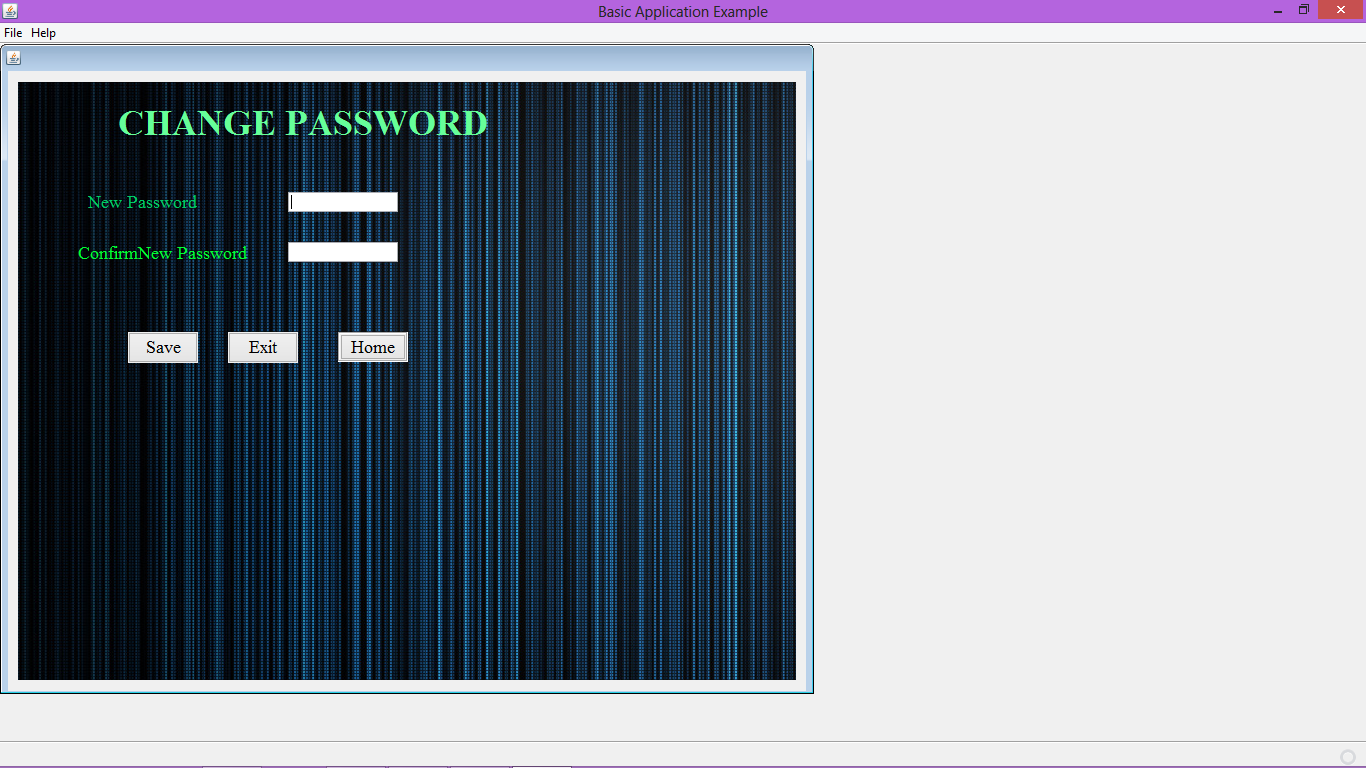 Basic Application Example
File Help
CHANGE PASSWORD
New Password
ConfirmNew Password
Save Exit Home